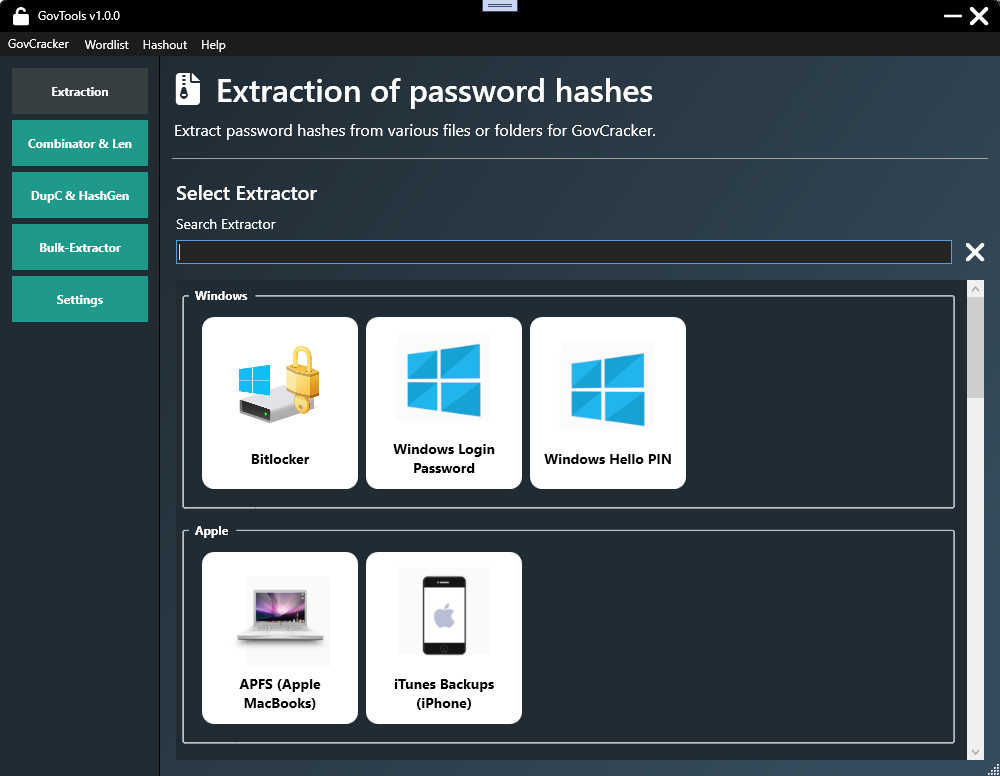 GovTools v1.0.0
GovCracker Wordlist Hashout Help
Extraction
Combinator & Len
DupC & HashGen
Bulk-Extractor
Settings
Extraction of password hashes
Extract password hashes from various files or folders for GovCracker.
Select Extractor
Search Extractor
Windows
Bitlocker
Windows Login
Password
Windows Hello PIN
Apple
APFS (Apple
MacBooks)
iTunes Backups
(iPhone)